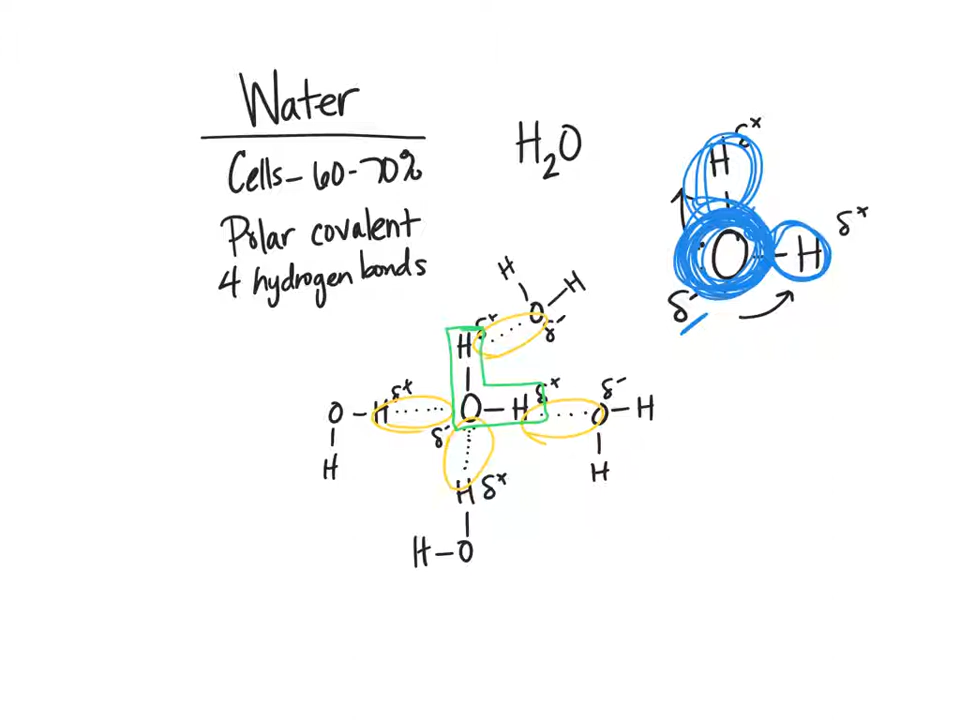 Water
Cells- 60-70%
Polar covalent
4 hydrogen bonds
H₂O
δ+
H
δ+
O - H
δ-
H
H
δ+
O
δ-
H
δ+
δ+
δ-
O - H
O - H
O - H
δ-
H
H
H
δ+
H - O